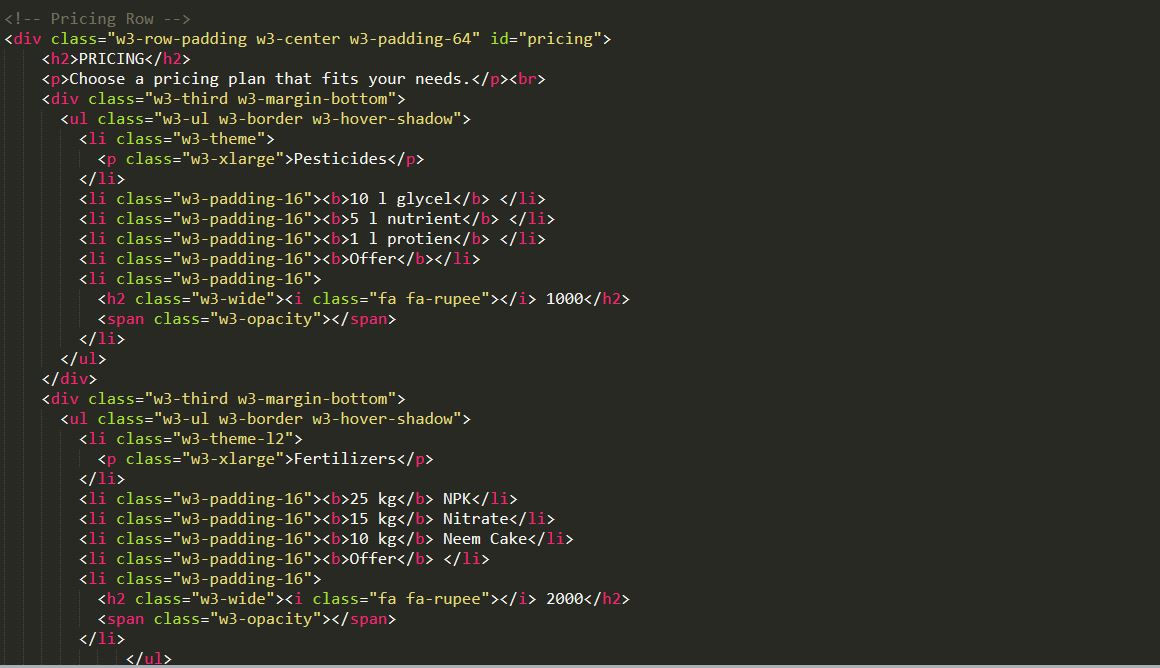 <!-- Pricing Row -->
<div class="w3-row-padding w3-center w3-padding-64" id="pricing">
    <h2>PRICING</h2>
    <p>Choose a pricing plan that fits your needs.</p><br>
    <div class="w3-third w3-margin-bottom">
      <ul class="w3-ul w3-border w3-hover-shadow">
        <li class="w3-theme">
          <p class="w3-xlarge">Pesticides</p>
        </li>
        <li class="w3-padding-16"><b>10 l glycel</b> </li>
        <li class="w3-padding-16"><b>5 l nutrient</b> </li>
        <li class="w3-padding-16"><b>1 l protien</b> </li>
        <li class="w3-padding-16"><b>Offer</b></li>
        <li class="w3-padding-16">
          <h2 class="w3-wide"><i class="fa fa-rupee"></i> 1000</h2>
          <span class="w3-opacity"></span>
        </li>
      </ul>
    </div>
    <div class="w3-third w3-margin-bottom">
      <ul class="w3-ul w3-border w3-hover-shadow">
        <li class="w3-theme-l2">
          <p class="w3-xlarge">Fertilizers</p>
        </li>
        <li class="w3-padding-16"><b>25 kg</b> NPK</li>
        <li class="w3-padding-16"><b>15 kg</b> Nitrate</li>
        <li class="w3-padding-16"><b>10 kg</b> Neem Cake</li>
        <li class="w3-padding-16"><b>Offer</b> </li>
        <li class="w3-padding-16">
          <h2 class="w3-wide"><i class="fa fa-rupee"></i> 2000</h2>
          <span class="w3-opacity"></span>
        </li>
             </ul>